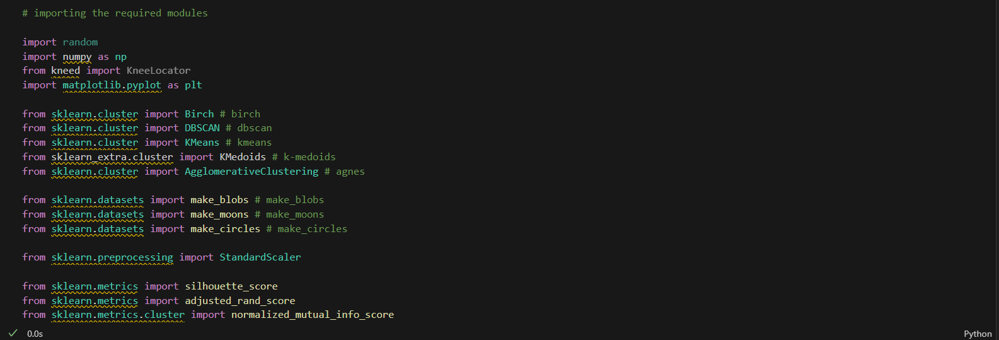 # importing the required modules
import random
import numpy as np
from kneed import KneeLocator
import matplotlib.pyplot as plt
from sklearn.cluster import Birch # birch
from sklearn.cluster import DBSCAN # dbscan
from sklearn.cluster import KMeans # kmeans
from sklearn_extra.cluster import KMedoids # k-medoids
from sklearn.cluster import AgglomerativeClustering # agnes
from sklearn.datasets import make_blobs # make_blobs
from sklearn.datasets import make_moons # make_moons
from sklearn.datasets import make_circles # make_circles
from sklearn.preprocessing import StandardScaler
from sklearn.metrics import silhouette_score
from sklearn.metrics import adjusted_rand_score
from sklearn.metrics.cluster import normalized_mutual_info_score
0.0s
Python